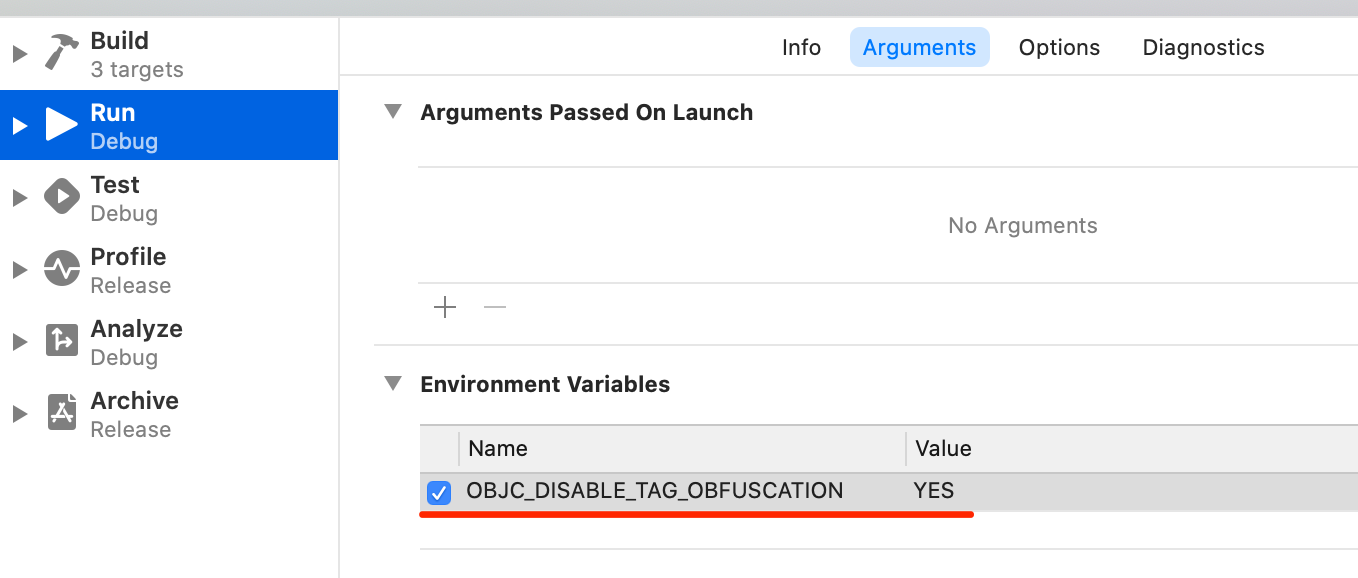 Build
3 targets
Run
Debug
Test
Debug
Profile
Release
Analyze
Debug
Archive
Release
Info Arguments Options Diagnostics
Arguments Passed On Launch
No Arguments
Environment Variables
Name Value
OBJC_DISABLE_TAG_OBFUSCATION YES